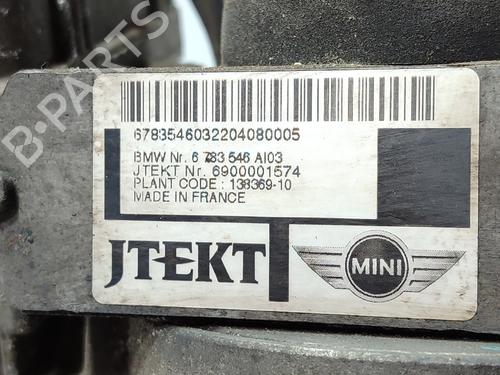 6783546032204080005
BMW Nr. 6 783 546 AI03
JTEKT Nr. 6900001574
PLANT CODE : 138369-10
MADE IN FRANCE
JTEKT
MINI
B-Parts